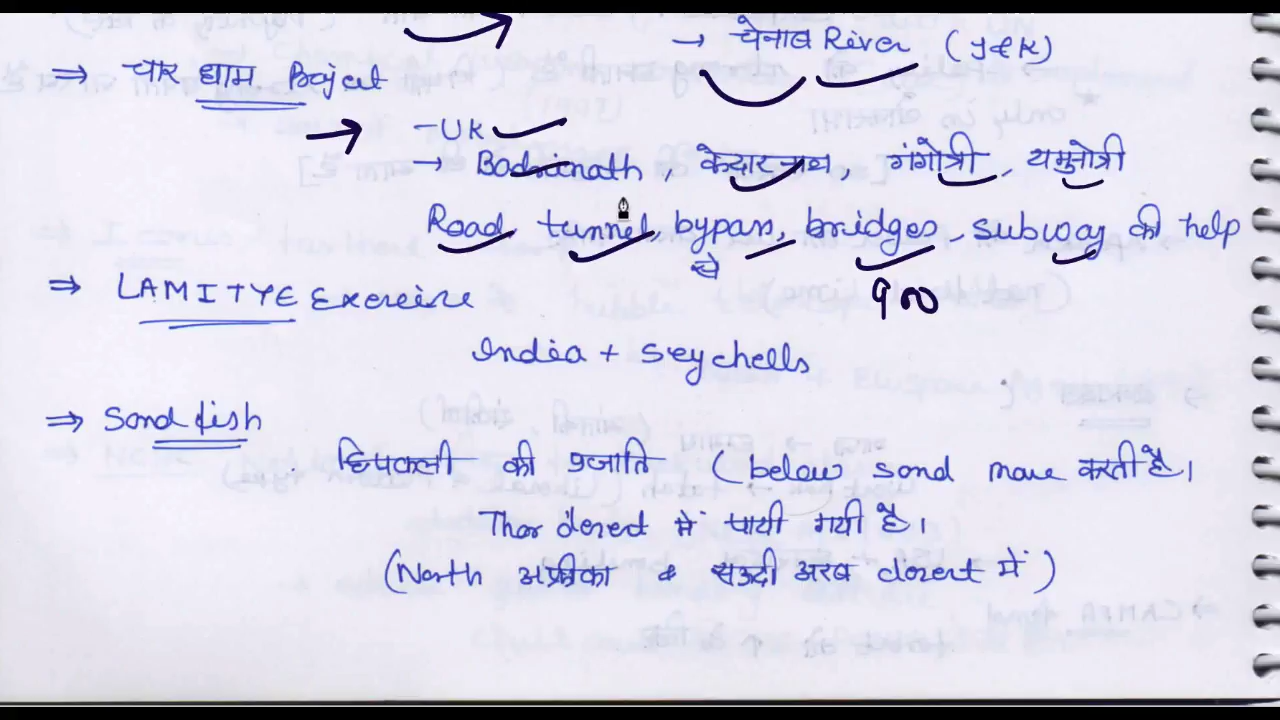 → चेनाब River (J&K)
⇒ चार धाम Project
- UK
→ Badrinath, केदारनाथ, गंगोत्री, यमुनोत्री
Road tunnel, bypass, bridges, subway की help
से
900
⇒ LAMITYE Exercise
India + Seychells
⇒ Sand fish
छिपकली की प्रजाति (below sand move करती है।
Thar desert में पायी गयी है।
(North अफ्रीका व सऊदी अरब desert में)